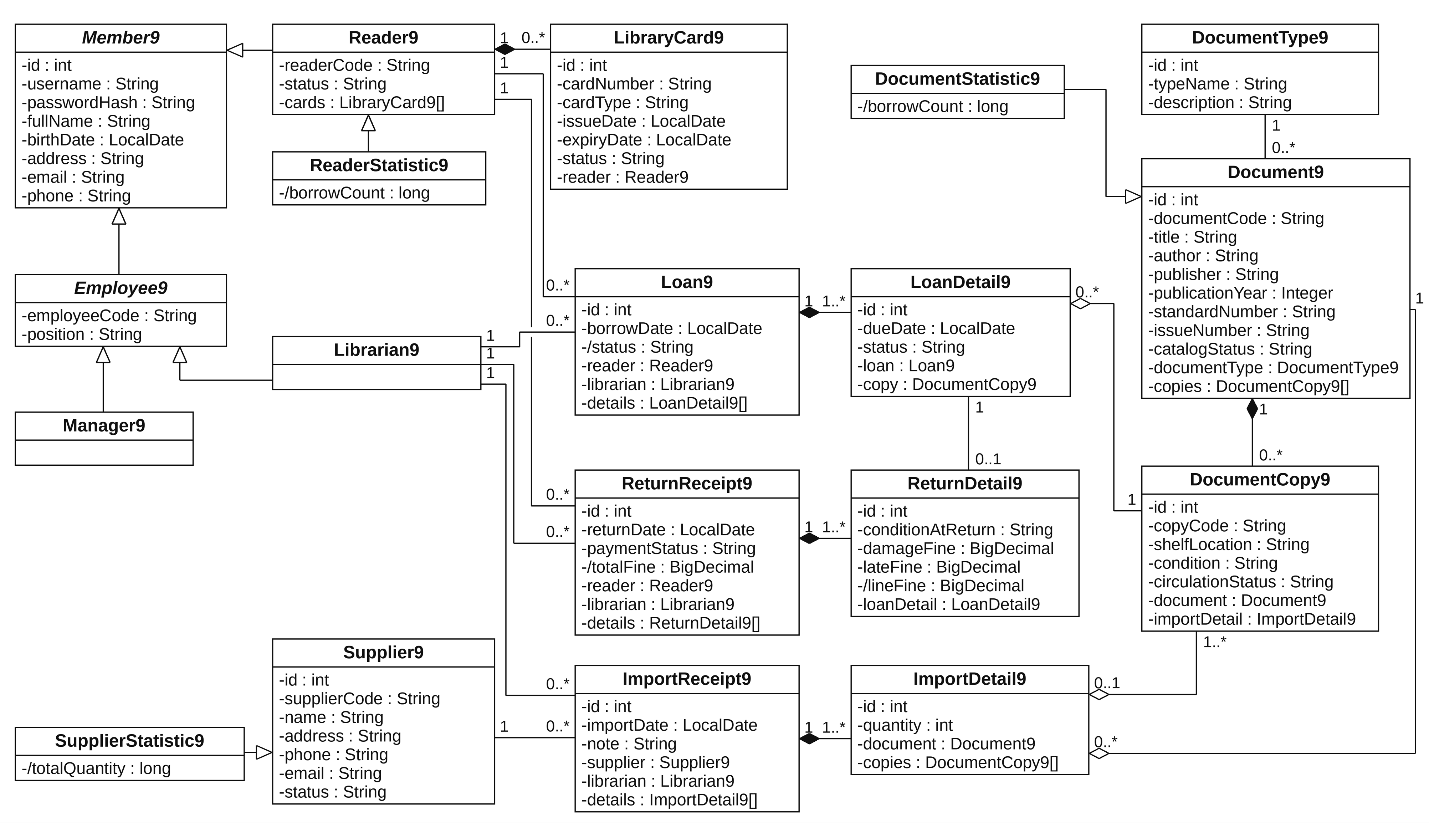 Member9
-id : int
-username : String
-passwordHash : String
-fullName : String
-birthDate : LocalDate
-address : String
-email : String
-phone : String
Reader9
-readerCode : String
-status : String
-cards : LibraryCard9[]
1
0..*
1
1
LibraryCard9
-id : int
-cardNumber : String
-cardType : String
-issueDate : LocalDate
-expiryDate : LocalDate
-status : String
-reader : Reader9
ReaderStatistic9
-/borrowCount : long
DocumentStatistic9
-/borrowCount : long
DocumentType9
-id : int
-typeName : String
-description : String
1
0..*
Document9
-id : int
-documentCode : String
-title : String
-author : String
-publisher : String
-publicationYear : Integer
-standardNumber : String
-issueNumber : String
-catalogStatus : String
-documentType : DocumentType9
-copies : DocumentCopy9[]
1
1
0..*
Employee9
-employeeCode : String
-position : String
Librarian9
1
1
1
Manager9
0..*
0..*
Loan9
-id : int
-borrowDate : LocalDate
-/status : String
-reader : Reader9
-librarian : Librarian9
-details : LoanDetail9[]
1
1..*
LoanDetail9
-id : int
-dueDate : LocalDate
-status : String
-loan : Loan9
-copy : DocumentCopy9
0..*
1
1
0..1
DocumentCopy9
-id : int
-copyCode : String
-shelfLocation : String
-condition : String
-circulationStatus : String
-document : Document9
-importDetail : ImportDetail9
1..*
0..*
0..*
ReturnReceipt9
-id : int
-returnDate : LocalDate
-paymentStatus : String
-/totalFine : BigDecimal
-reader : Reader9
-librarian : Librarian9
-details : ReturnDetail9[]
1
1..*
ReturnDetail9
-id : int
-conditionAtReturn : String
-damageFine : BigDecimal
-lateFine : BigDecimal
-/lineFine : BigDecimal
-loanDetail : LoanDetail9
Supplier9
-id : int
-supplierCode : String
-name : String
-address : String
-phone : String
-email : String
-status : String
SupplierStatistic9
-/totalQuantity : long
0..*
1
0..*
ImportReceipt9
-id : int
-importDate : LocalDate
-note : String
-supplier : Supplier9
-librarian : Librarian9
-details : ImportDetail9[]
1
1..*
ImportDetail9
-id : int
-quantity : int
-document : Document9
-copies : DocumentCopy9[]
0..1
0..*